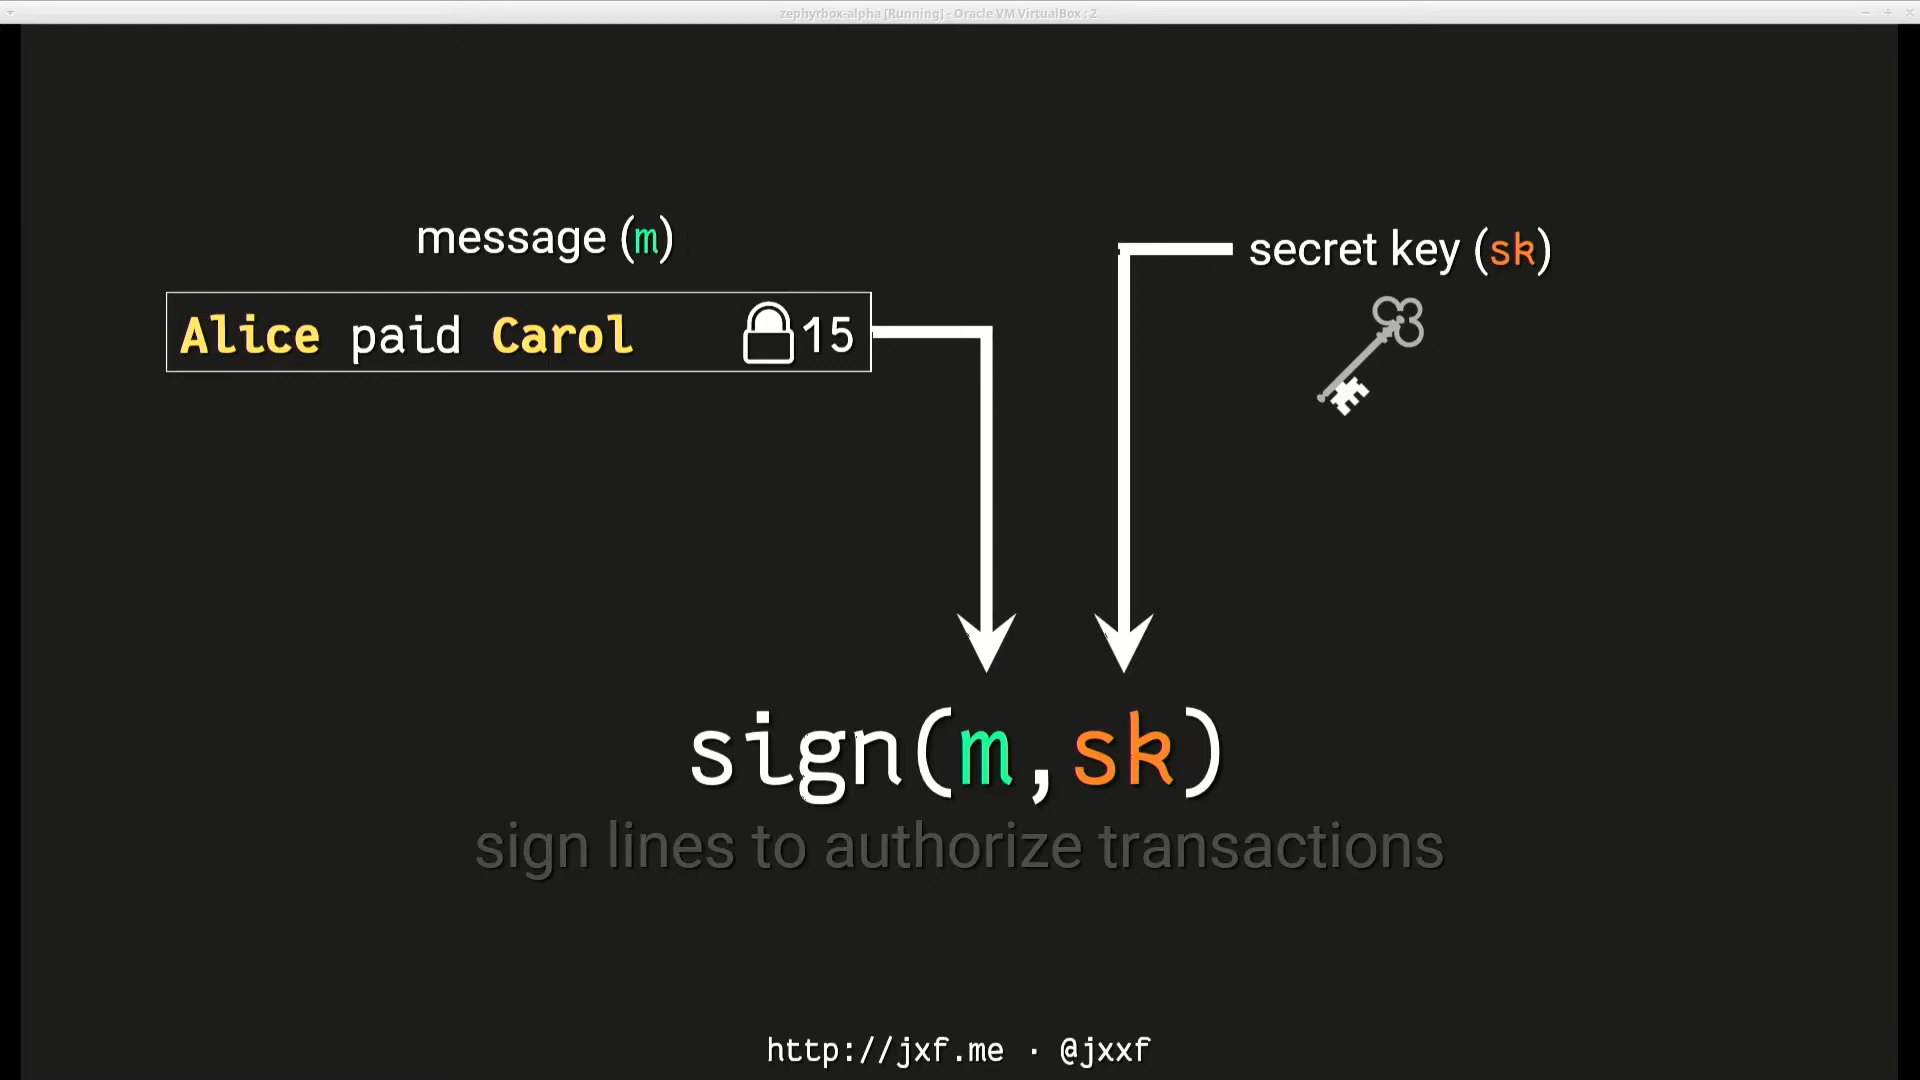 zephyrbox-alpha [Running] - Oracle VM VirtualBox : 2
message (m)
secret key (sk)
Alice paid Carol 15
sign(m,sk)
sign lines to authorize transactions
http://jxf.me · @jxxf